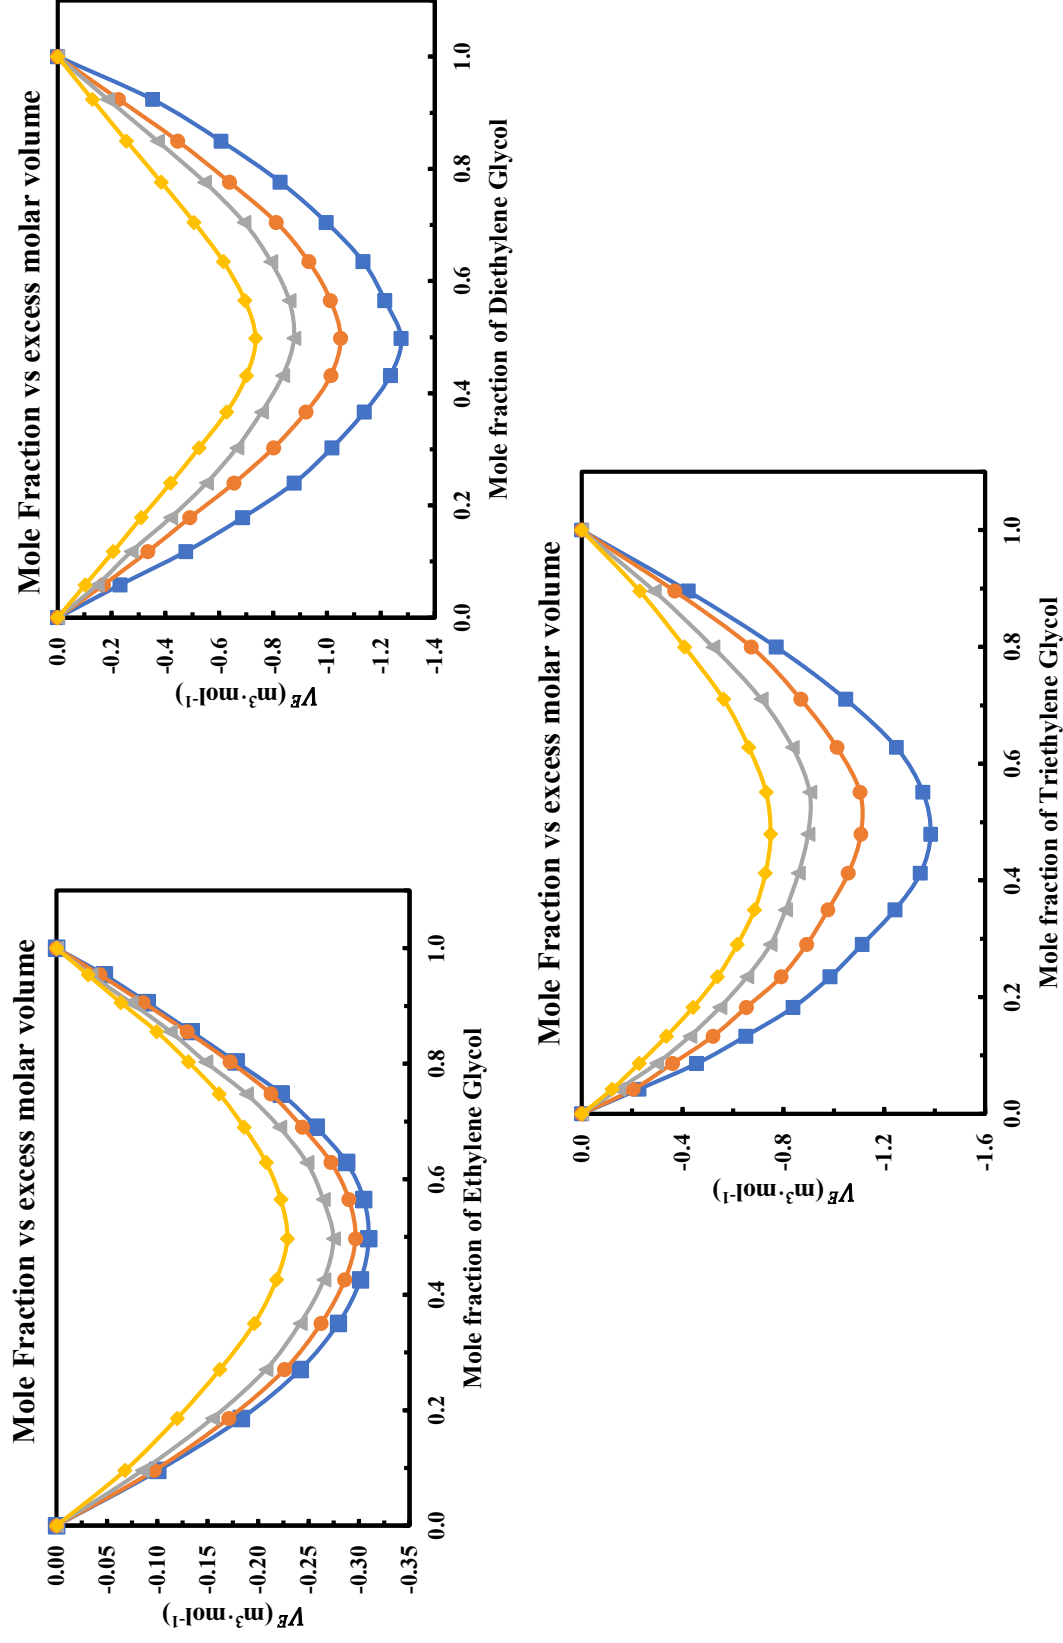 Mole Fraction vs excess molar volume
0.00
-0.05
-0.10
-0.15
-0.20
-0.25
-0.30
-0.35
V^E (m³·mol⁻¹)
0.0 0.2 0.4 0.6 0.8 1.0
Mole fraction of Ethylene Glycol
Mole Fraction vs excess molar volume
0.0
-0.2
-0.4
-0.6
-0.8
-1.0
-1.2
-1.4
V^E (m³·mol⁻¹)
0.0 0.2 0.4 0.6 0.8 1.0
Mole fraction of Diethylene Glycol
Mole Fraction vs excess molar volume
0.0
-0.4
-0.8
-1.2
-1.6
V^E (m³·mol⁻¹)
0.0 0.2 0.4 0.6 0.8 1.0
Mole fraction of Triethylene Glycol